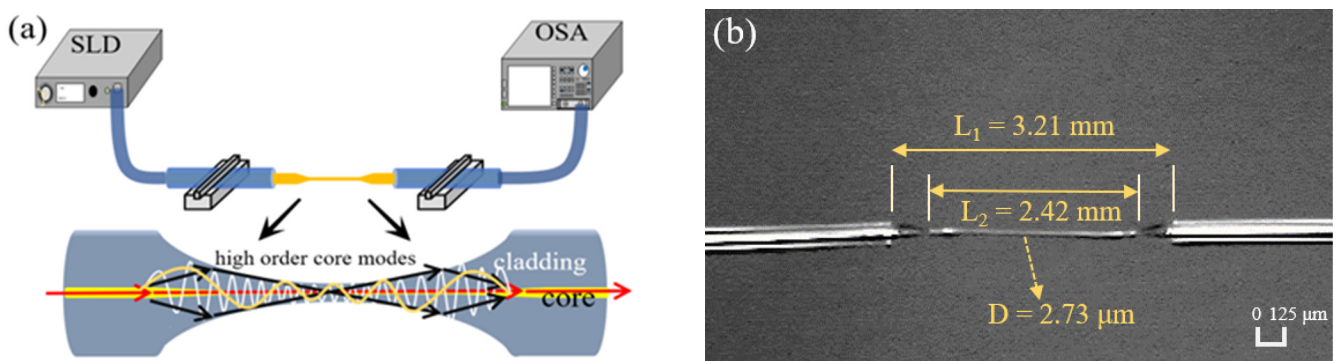 (a)
SLD
OSA
high order core modes
cladding
core
(b)
L₁ = 3.21 mm
L₂ = 2.42 mm
D = 2.73 μm
0 125 μm